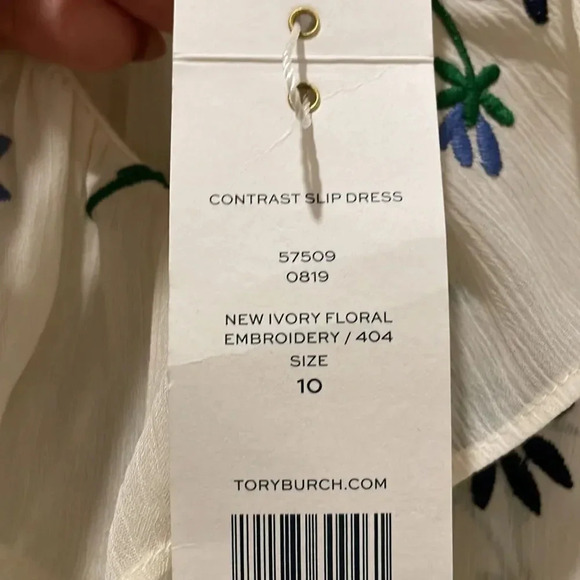 CONTRAST SLIP DRESS
57509
0819
NEW IVORY FLORAL
EMBROIDERY / 404
SIZE
10
TORYBURCH.COM